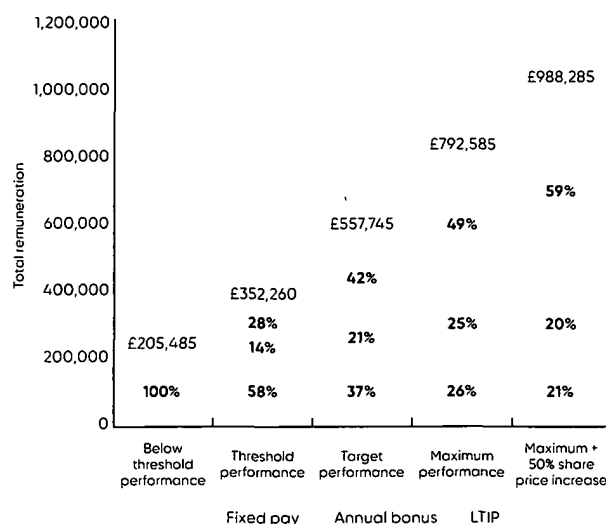 1,200,000
£988,285
1,000,000
£792,585
800,000
59%
Total remuneration
600,000
£557,745
49%
42%
400,000
£352,260
28%
25%
20%
£205,485
14%
21%
200,000
100%
58%
37%
26%
21%
0
Below
threshold
performance
Threshold
performance
Target
performance
Maximum
performance
Maximum +
50% share
price increase
Fixed pay
Annual bonus
LTIP